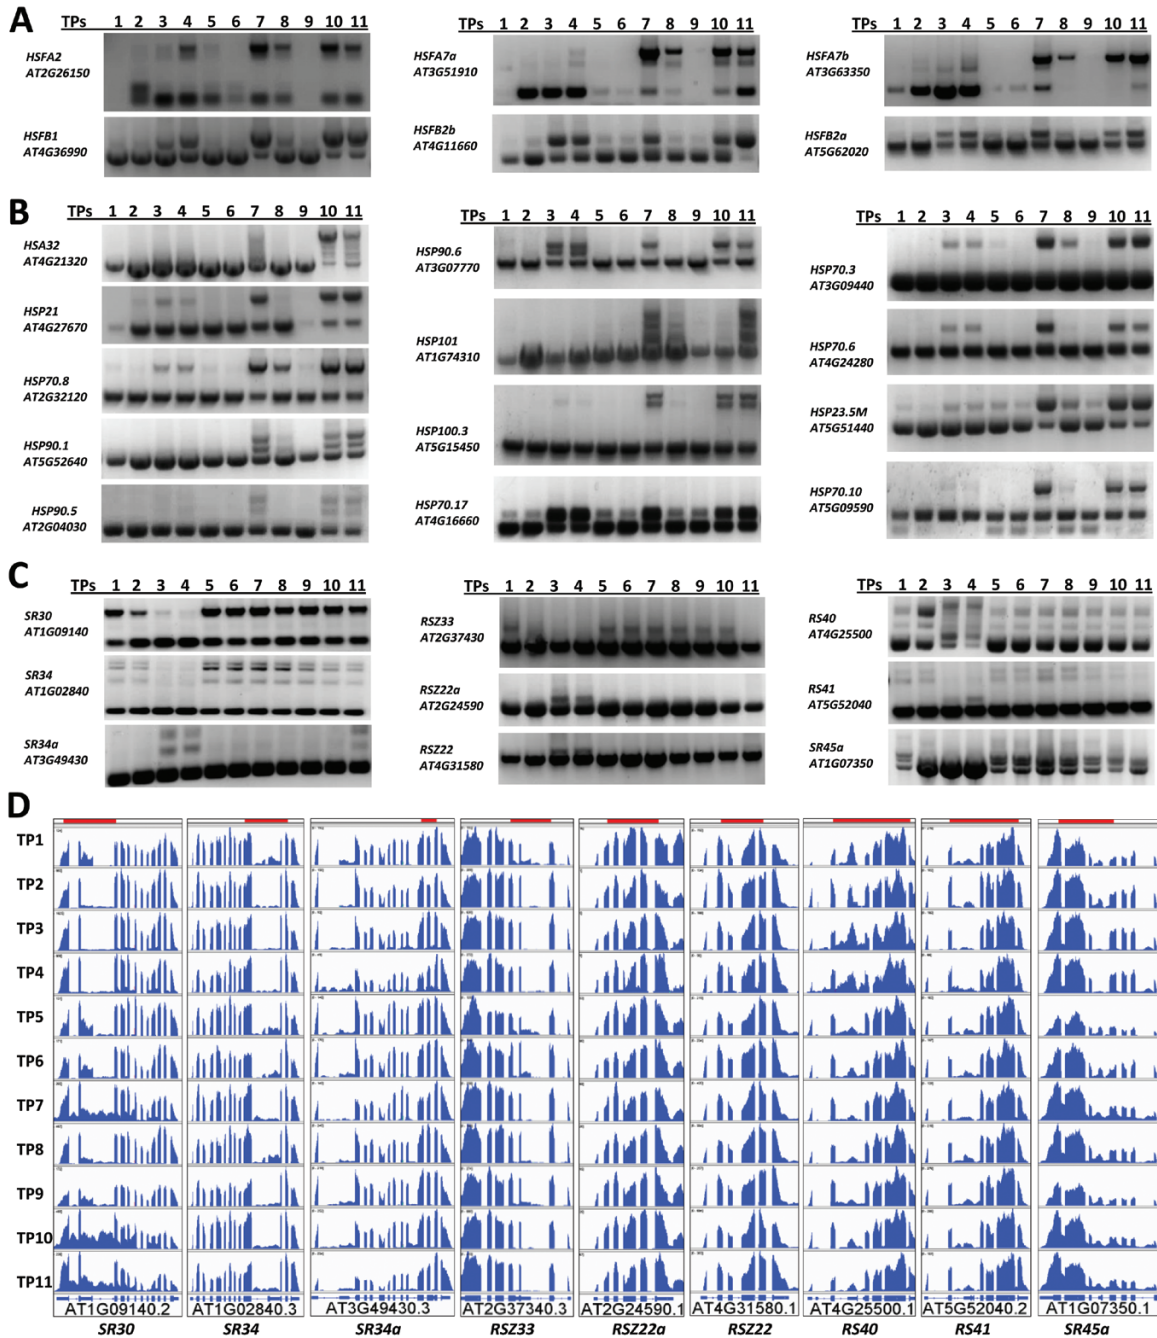 A
TPs 1 2 3 4 5 6 7 8 9 10 11
HSFA2
AT2G26150
HSFB1
AT4G36990
TPs 1 2 3 4 5 6 7 8 9 10 11
HSFA7a
AT3G51910
HSFB2b
AT4G11660
TPs 1 2 3 4 5 6 7 8 9 10 11
HSFA7b
AT3G63350
HSFB2a
AT5G62020
B
TPs 1 2 3 4 5 6 7 8 9 10 11
HSA32
AT4G21320
HSP21
AT4G27670
HSP70.8
AT2G32120
HSP90.1
AT5G52640
HSP90.5
AT2G04030
TPs 1 2 3 4 5 6 7 8 9 10 11
HSP90.6
AT3G07770
HSP101
AT1G74310
HSP100.3
AT5G15450
HSP70.17
AT4G16660
TPs 1 2 3 4 5 6 7 8 9 10 11
HSP70.3
AT3G09440
HSP70.6
AT4G24280
HSP23.5M
AT5G51440
HSP70.10
AT5G09590
C
TPs 1 2 3 4 5 6 7 8 9 10 11
SR30
AT1G09140
SR34
AT1G02840
SR34a
AT3G49430
TPs 1 2 3 4 5 6 7 8 9 10 11
RSZ33
AT2G37430
RSZ22a
AT2G24590
RSZ22
AT4G31580
TPs 1 2 3 4 5 6 7 8 9 10 11
RS40
AT4G25500
RS41
AT5G52040
SR45a
AT1G07350
D
TP1
TP2
TP3
TP4
TP5
TP6
TP7
TP8
TP9
TP10
TP11
AT1G09140.2 AT1G02840.3 AT3G49430.3 AT2G37340.3 AT2G24590.1 AT4G31580.1 AT4G25500.1 AT5G52040.2 AT1G07350.1
SR30 SR34 SR34a RSZ33 RSZ22a RSZ22 RS40 RS41 SR45a